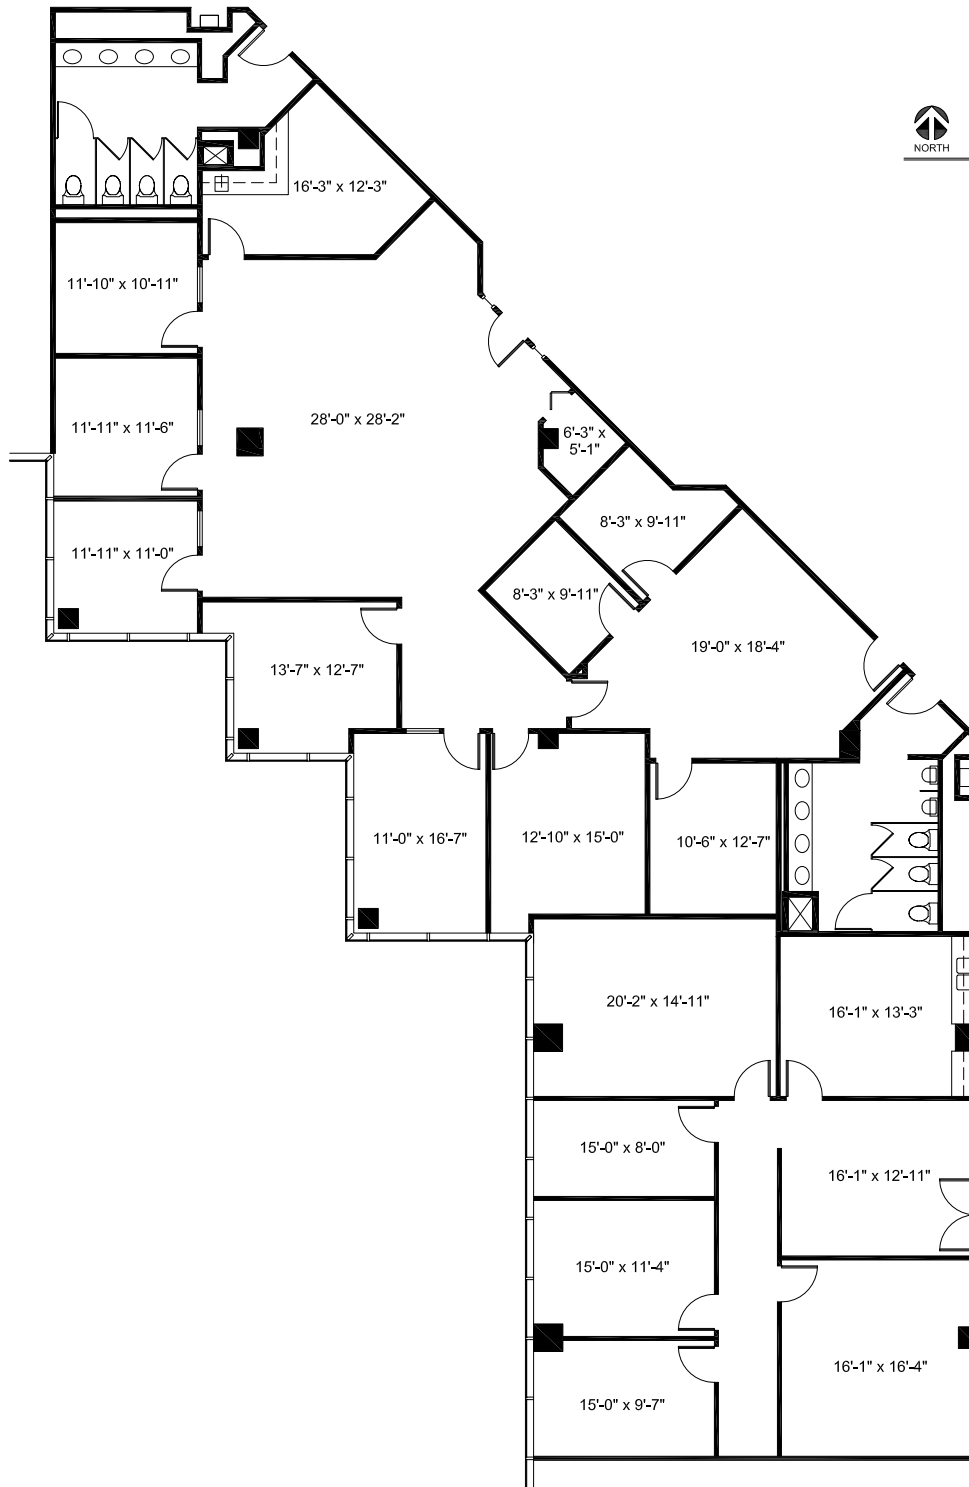 NORTH
16'-3" x 12'-3"
11'-10" x 10'-11"
28'-0" x 28'-2"
11'-11" x 11'-6"
6'-3" x
5'-1"
8'-3" x 9'-11"
11'-11" x 11'-0"
8'-3" x 9'-11"
19'-0" x 18'-4"
13'-7" x 12'-7"
11'-0" x 16'-7"
12'-10" x 15'-0"
10'-6" x 12'-7"
20'-2" x 14'-11"
16'-1" x 13'-3"
15'-0" x 8'-0"
16'-1" x 12'-11"
15'-0" x 11'-4"
16'-1" x 16'-4"
15'-0" x 9'-7"